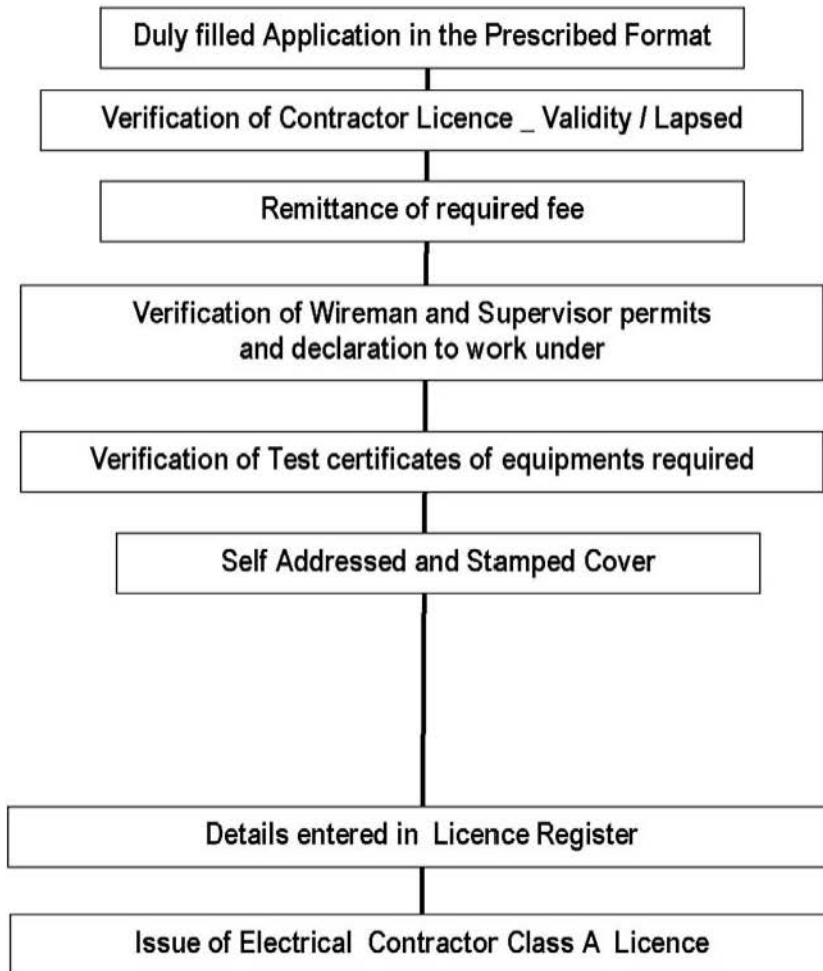 Duly filled Application in the Prescribed Format
Verification of Contractor Licence _ Validity / Lapsed
Remittance of required fee
Verification of Wireman and Supervisor permits
and declaration to work under
Verification of Test certificates of equipments required
Self Addressed and Stamped Cover
Details entered in Licence Register
Issue of Electrical Contractor Class A Licence